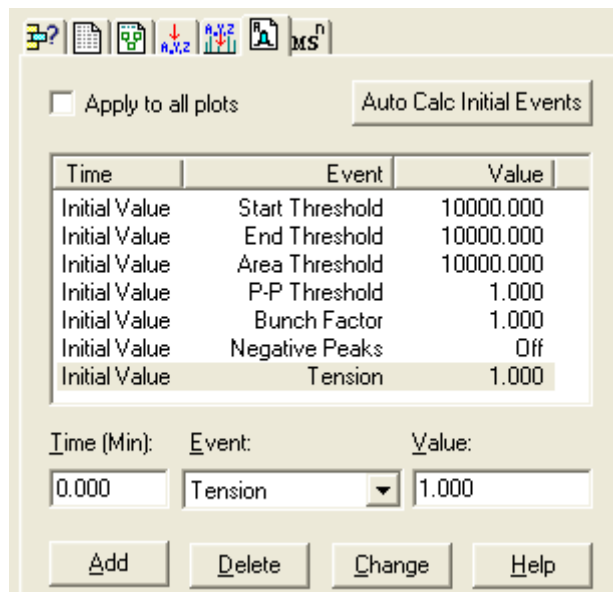 A,Y,Z A,Y,Z A A MSⁿ
Apply to all plots Auto Calc Initial Events
Time Event Value
Initial Value Start Threshold 10000.000
Initial Value End Threshold 10000.000
Initial Value Area Threshold 10000.000
Initial Value P-P Threshold 1.000
Initial Value Bunch Factor 1.000
Initial Value Negative Peaks Off
Initial Value Tension 1.000
Time (Min): Event: Value:
0.000 Tension 1.000
Add Delete Change Help